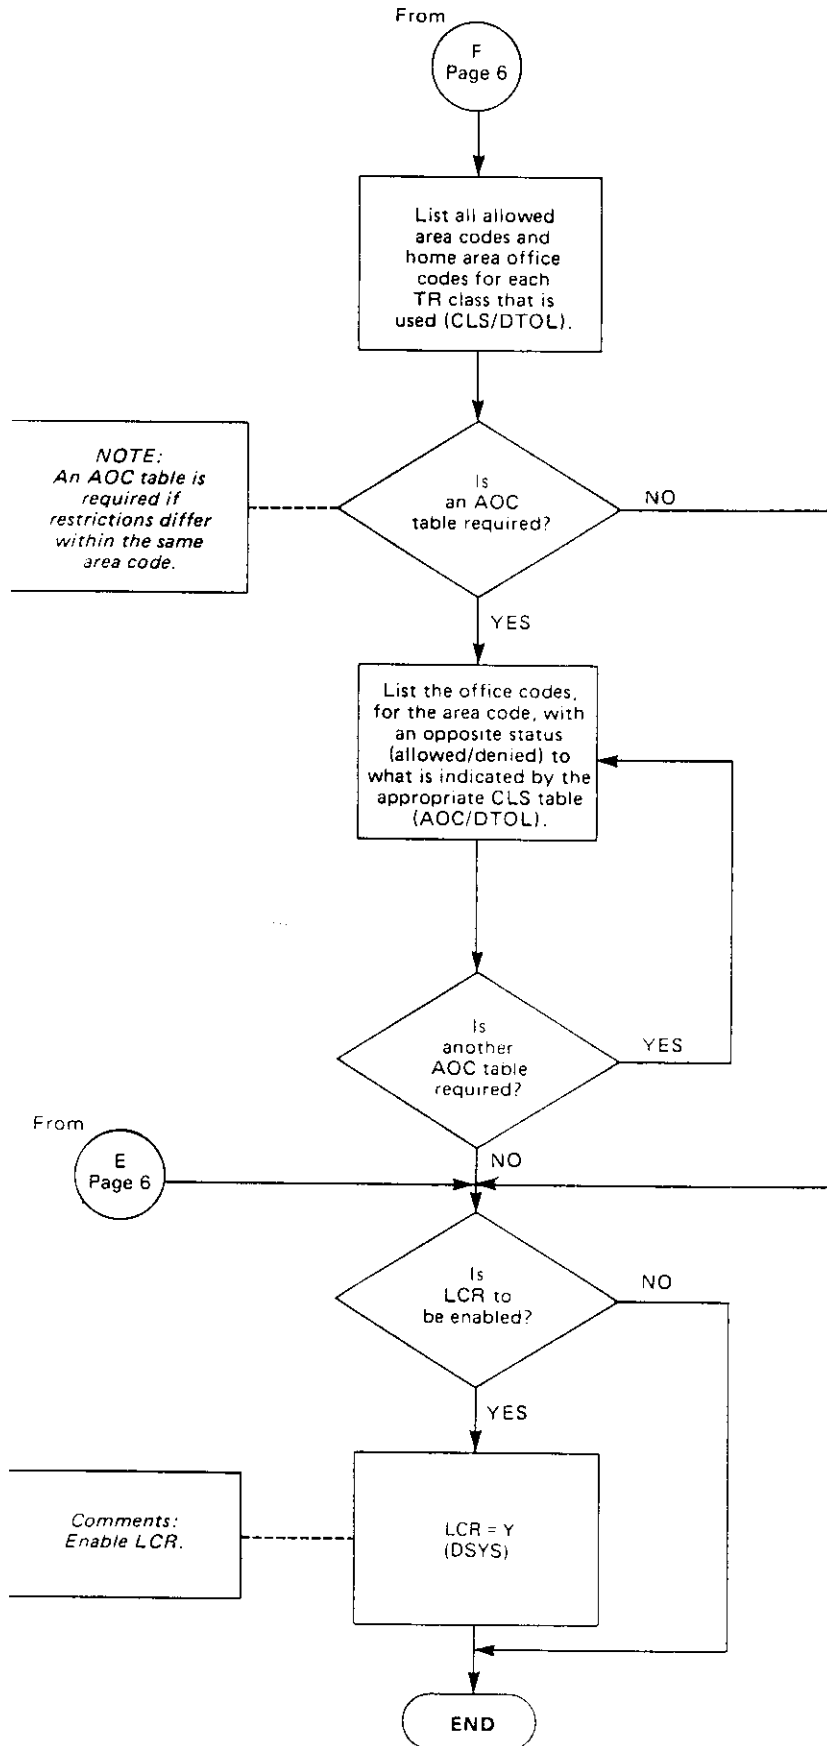 From
F
Page 6
List all allowed
area codes and
home area office
codes for each
TR class that is
used (CLS/DTOL).
NOTE:
An AOC table is
required if
restrictions differ
within the same
area code.
Is
an AOC
table required?
NO
YES
List the office codes,
for the area code, with
an opposite status
(allowed/denied) to
what is indicated by the
appropriate CLS table
(AOC/DTOL).
Is
another
AOC table
required?
YES
NO
From
E
Page 6
Is
LCR to
be enabled?
NO
YES
Comments:
Enable LCR.
LCR = Y
(DSYS)
END